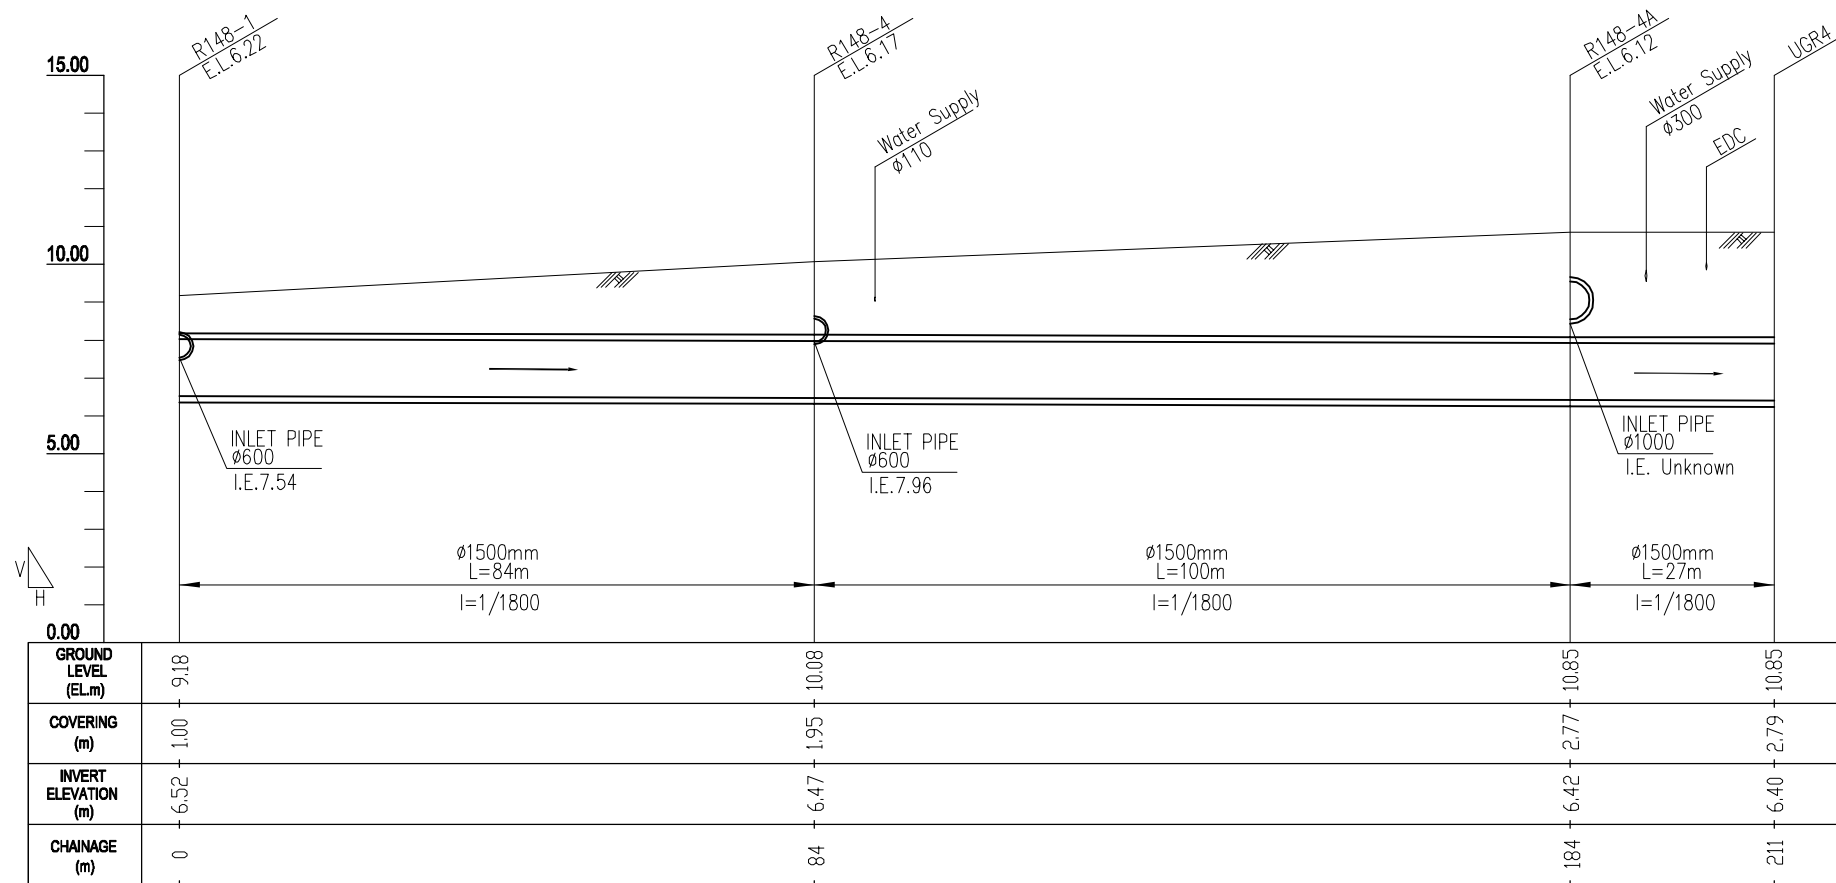 R148-1
E.L.6.22
R148-4
E.L.6.17
R148-4A
E.L.6.12
UGR4
Water Supply
ø110
Water Supply
ø300
EDC
15.00
10.00
5.00
0.00
V
H
INLET PIPE
ø600
I.E.7.54
INLET PIPE
ø600
I.E.7.96
INLET PIPE
ø1000
I.E. Unknown
ø1500mm
L=84m
I=1/1800
ø1500mm
L=100m
I=1/1800
ø1500mm
L=27m
I=1/1800
GROUND
LEVEL
(EL.m)
9.18
10.08
10.85
10.85
COVERING
(m)
1.00
1.95
2.77
2.79
INVERT
ELEVATION
(m)
6.52
6.47
6.42
6.40
CHAINAGE
(m)
0
84
184
211